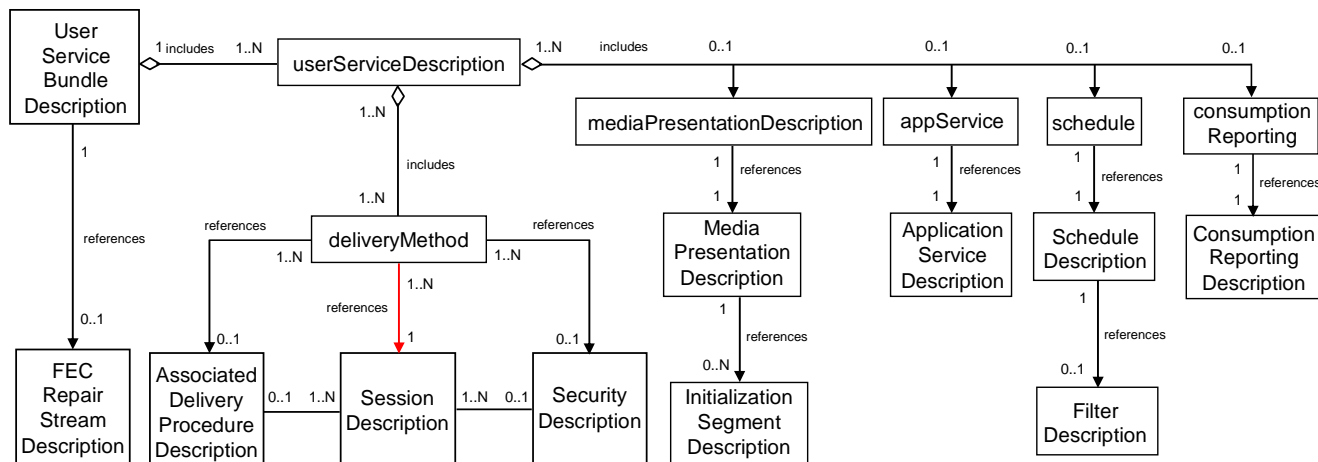 User
Service
Bundle
Description
1 includes
1..N
userServiceDescription
1..N
includes
0..1
0..1
0..1
0..1
1..N
includes
1..N
mediaPresentationDescription
appService
schedule
consumption
Reporting
1
references
0..1
1
references
1
1
references
1
1
references
1
1
references
1
deliveryMethod
references
1..N
1..N
references
1..N
references
1
0..1
0..1
Media
Presentation
Description
Application
Service
Description
Schedule
Description
Consumption
Reporting
Description
1
references
0..N
1
references
0..1
FEC
Repair
Stream
Description
Associated
Delivery
Procedure
Description
0..1
1..N
Session
Description
1..N
0..1
Security
Description
Initialization
Segment
Description
Filter
Description